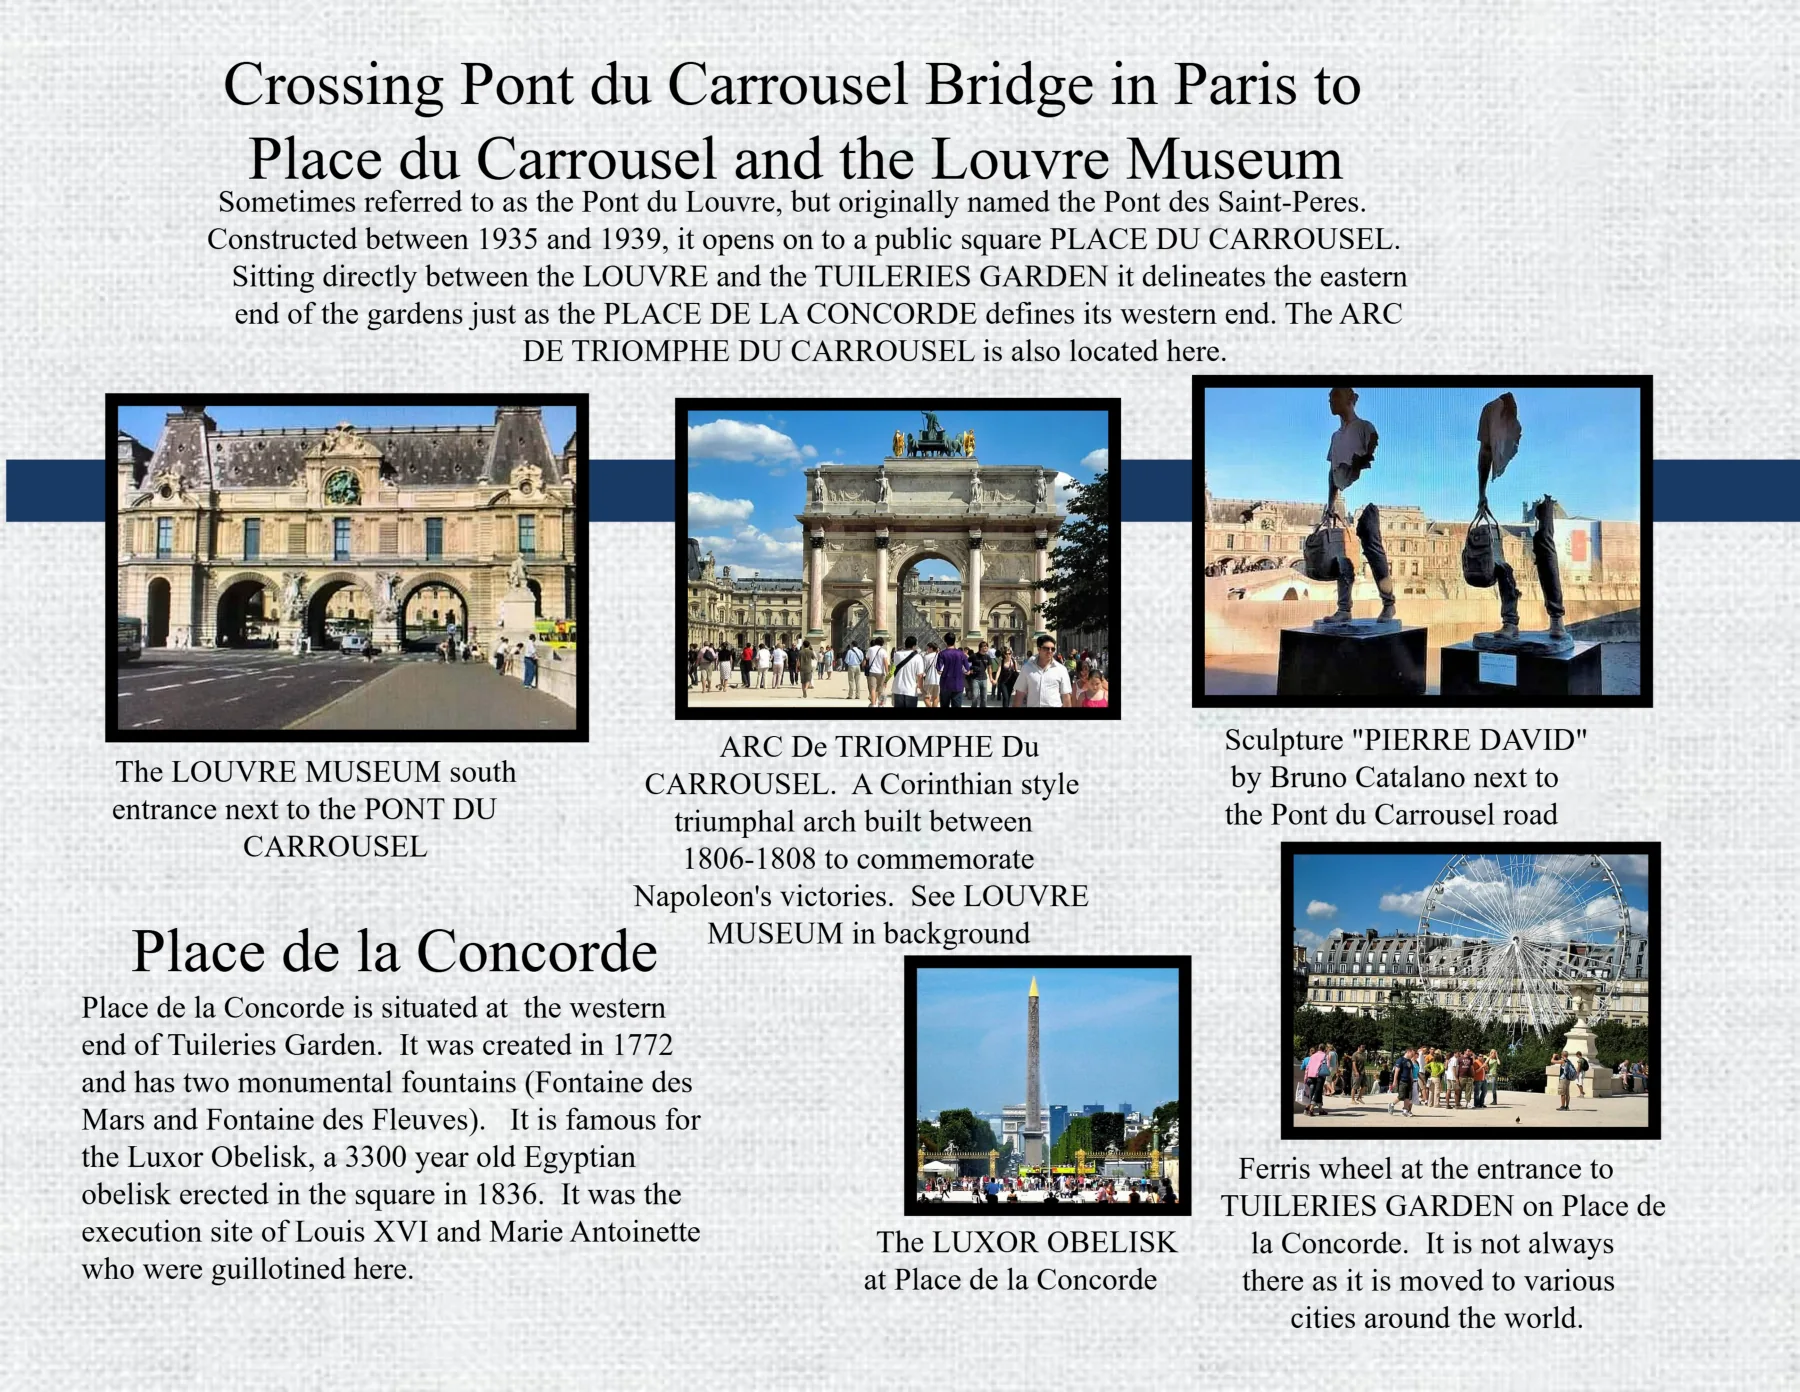 Crossing Pont du Carrousel Bridge in Paris to
Place du Carrousel and the Louvre Museum
Sometimes referred to as the Pont du Louvre, but originally named the Pont des Saint-Peres.
Constructed between 1935 and 1939, it opens on to a public square PLACE DU CARROUSEL.
Sitting directly between the LOUVRE and the TUILERIES GARDEN it delineates the eastern
end of the gardens just as the PLACE DE LA CONCORDE defines its western end. The ARC
DE TRIOMPHE DU CARROUSEL is also located here.
The LOUVRE MUSEUM south
entrance next to the PONT DU
CARROUSEL
ARC De TRIOMPHE Du
CARROUSEL.  A Corinthian style
triumphal arch built between
1806-1808 to commemorate
Napoleon's victories.  See LOUVRE
MUSEUM in background
Sculpture "PIERRE DAVID"
by Bruno Catalano next to
the Pont du Carrousel road
Place de la Concorde
Place de la Concorde is situated at  the western
end of Tuileries Garden.  It was created in 1772
and has two monumental fountains (Fontaine des
Mars and Fontaine des Fleuves).   It is famous for
the Luxor Obelisk, a 3300 year old Egyptian
obelisk erected in the square in 1836.  It was the
execution site of Louis XVI and Marie Antoinette
who were guillotined here.
The LUXOR OBELISK
at Place de la Concorde
Ferris wheel at the entrance to
TUILERIES GARDEN on Place de
la Concorde.  It is not always
there as it is moved to various
cities around the world.